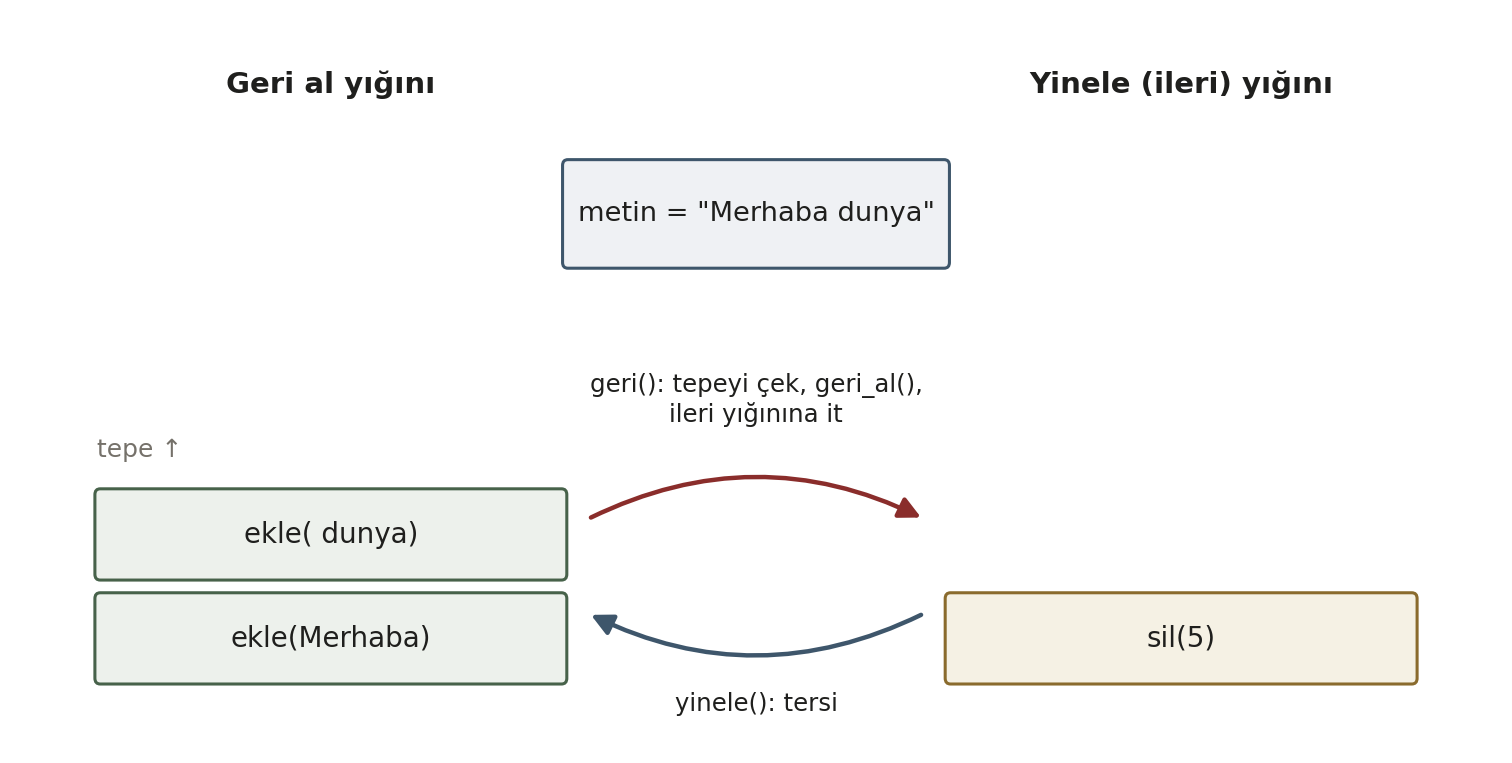 Geri al yığını
Yinele (ileri) yığını
metin = "Merhaba dunya"
geri(): tepeyi çek, geri_al(),
ileri yığınına it
tepe ↑
ekle( dunya)
ekle(Merhaba)
sil(5)
yinele(): tersi